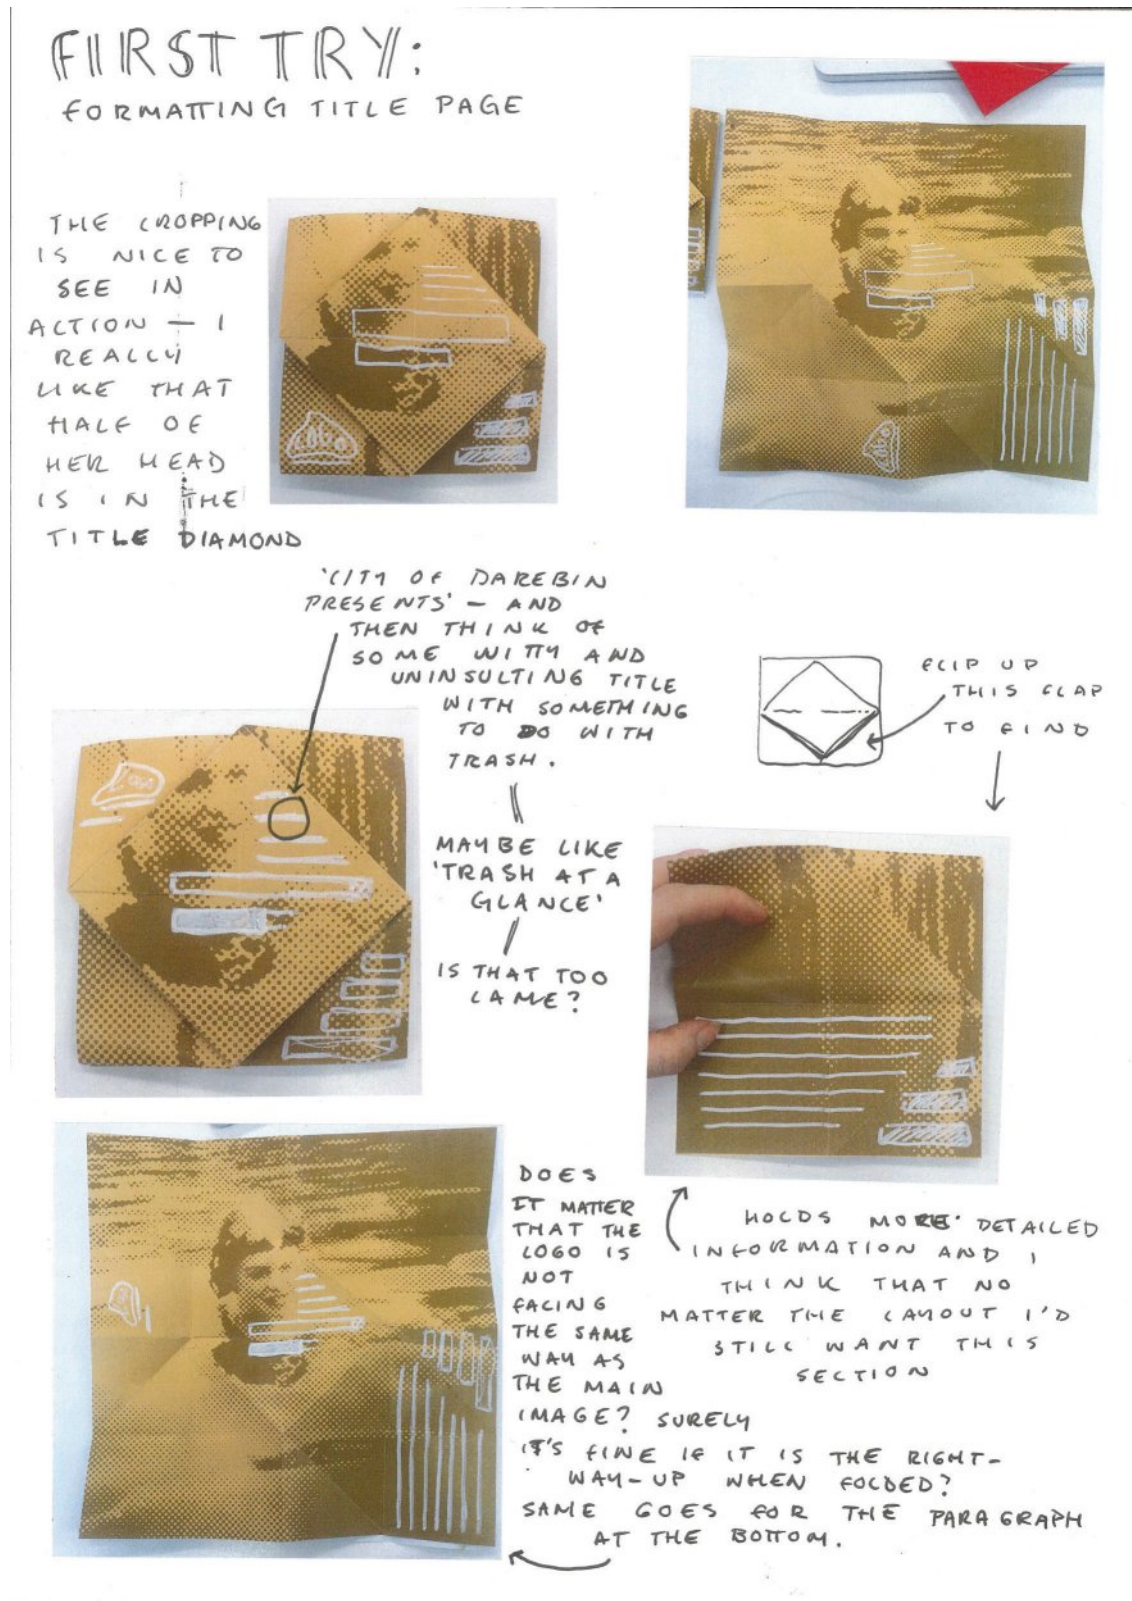 FIRST TRY:
FORMATTING TITLE PAGE
THE CROPPING
IS NICE TO
SEE IN
ACTION — I
REALLY
LIKE THAT
HALF OF
HER HEAD
IS IN THE
TITLE DIAMOND
LOGO
LOGO
'CITY OF DAREBIN
PRESENTS' — AND
THEN THINK OF
SOME WITTY AND
UNINSULTING TITLE
WITH SOMETHING
TO DO WITH
TRASH.
MAYBE LIKE
'TRASH AT A
GLANCE'
IS THAT TOO
LAME?
FLIP UP
THIS FLAP
TO FIND
LOGO
HOLDS MORE DETAILED
INFORMATION AND I
THINK THAT NO
MATTER THE LAYOUT I'D
STILL WANT THIS
SECTION
DOES
IT MATTER
THAT THE
LOGO IS
NOT
FACING
THE SAME
WAY AS
THE MAIN
IMAGE? SURELY
IT'S FINE IF IT IS THE RIGHT-
WAY-UP WHEN FOLDED?
SAME GOES FOR THE PARAGRAPH
AT THE BOTTOM.